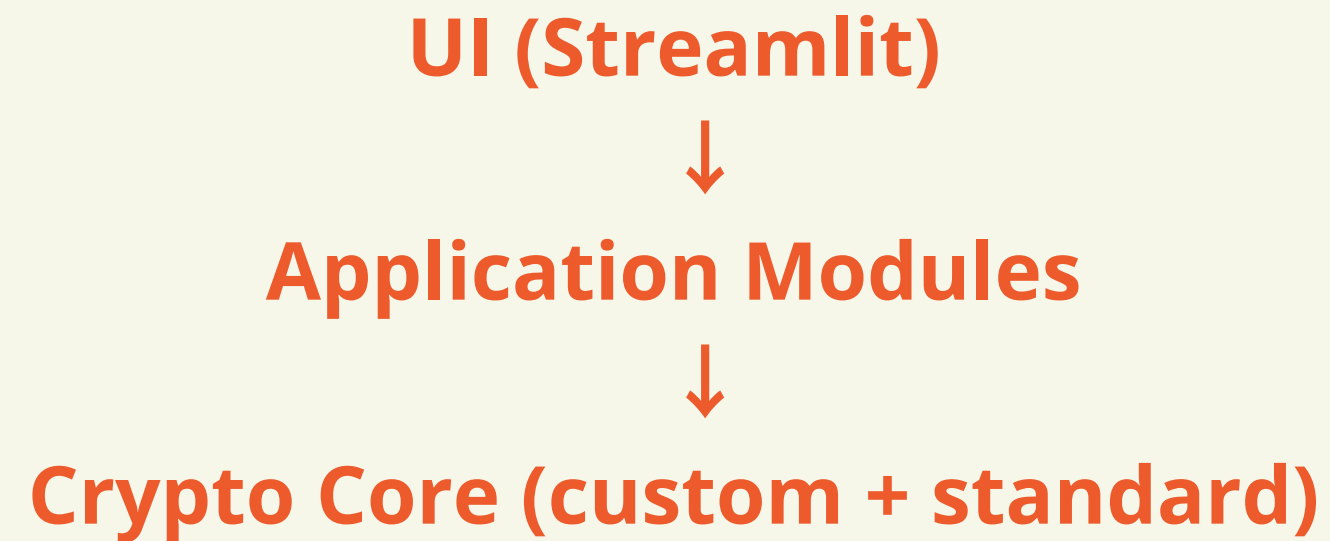 UI (Streamlit)
↓
Application Modules
↓
Crypto Core (custom + standard)